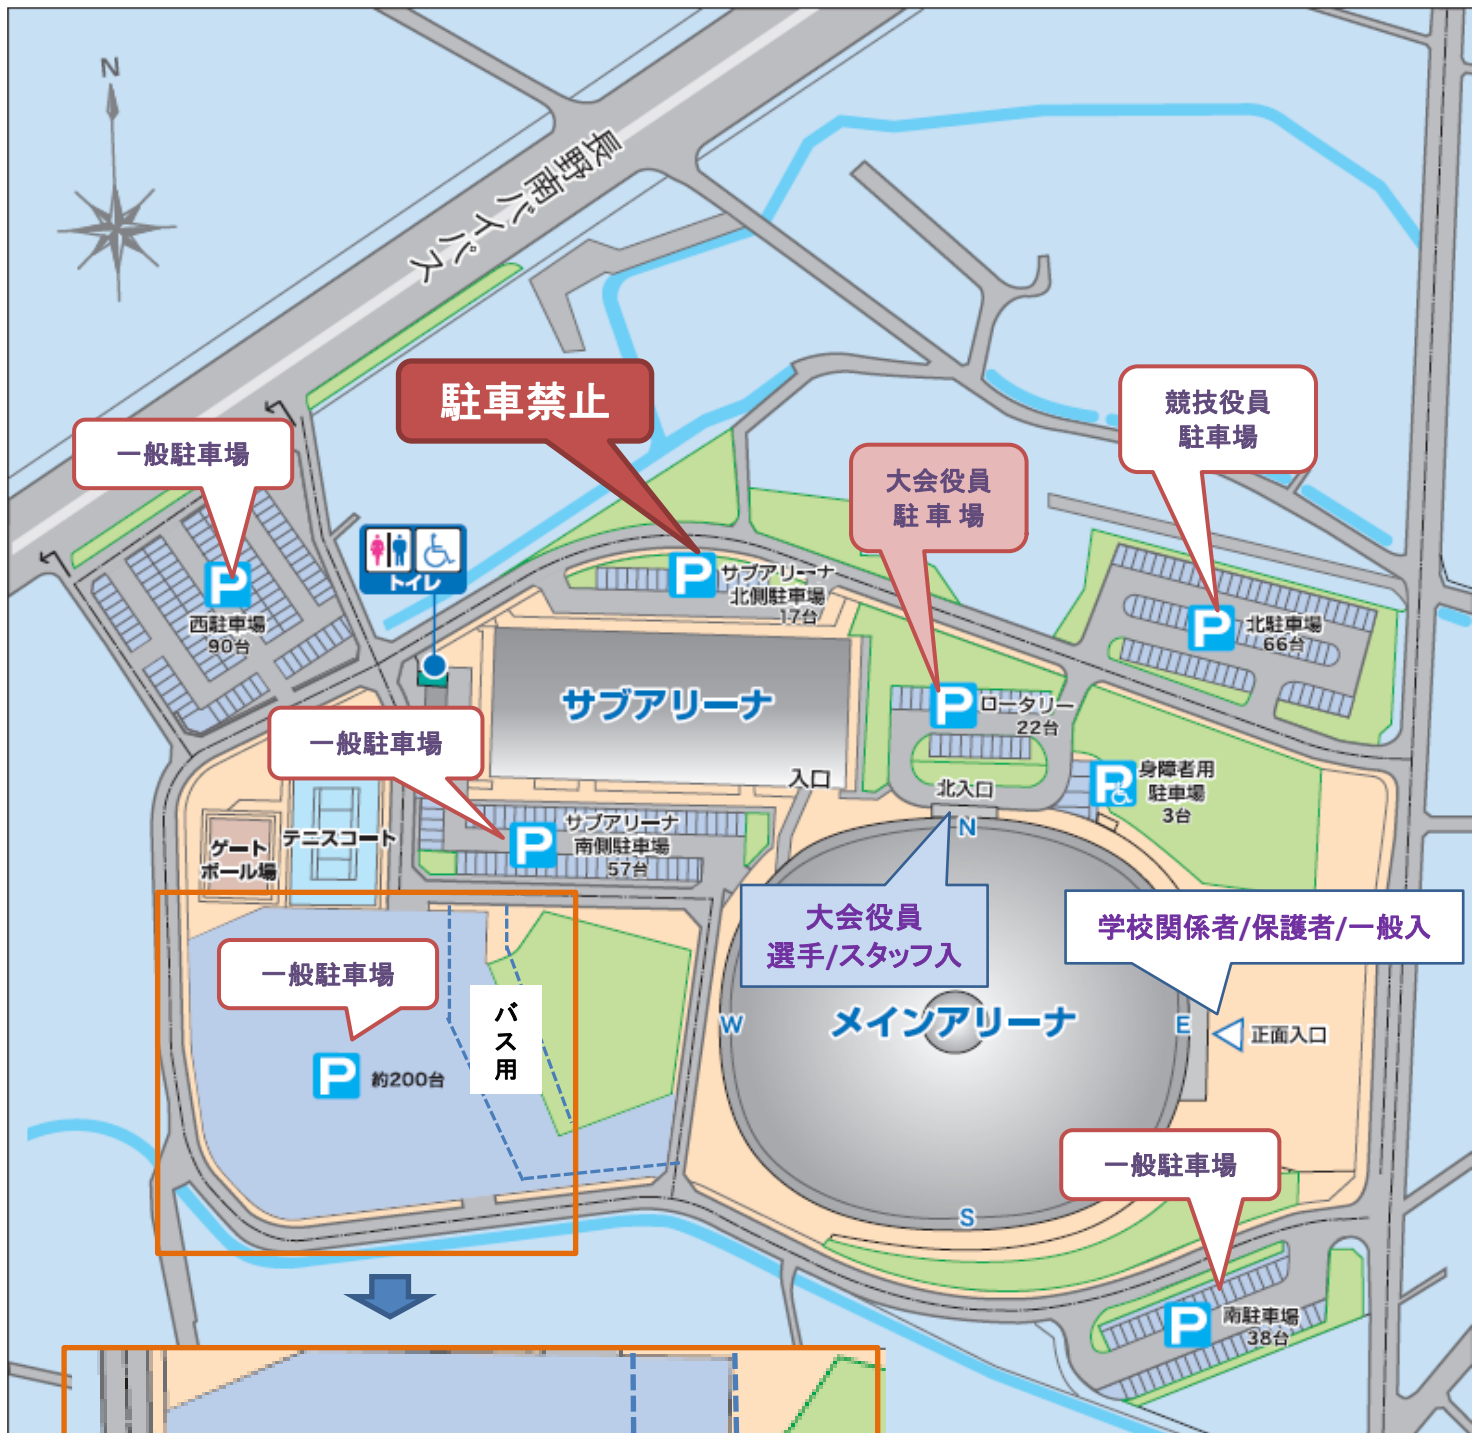 N
長野南バイパス
駐車禁止
競技役員
駐車場
一般駐車場
大会役員
駐車場
トイレ
P
西駐車場
90台
P
サブアリーナ
北側駐車場
17台
P
北駐車場
66台
サブアリーナ
P
ロータリー
22台
一般駐車場
入口
北入口
P
身障者用
駐車場
3台
N
ゲート
ボール場
テニスコート
P
サブアリーナ
南側駐車場
57台
大会役員
選手/スタッフ入
学校関係者/保護者/一般入
一般駐車場
バス用
W
メインアリーナ
E
正面入口
P
約200台
一般駐車場
S
P
南駐車場
38台